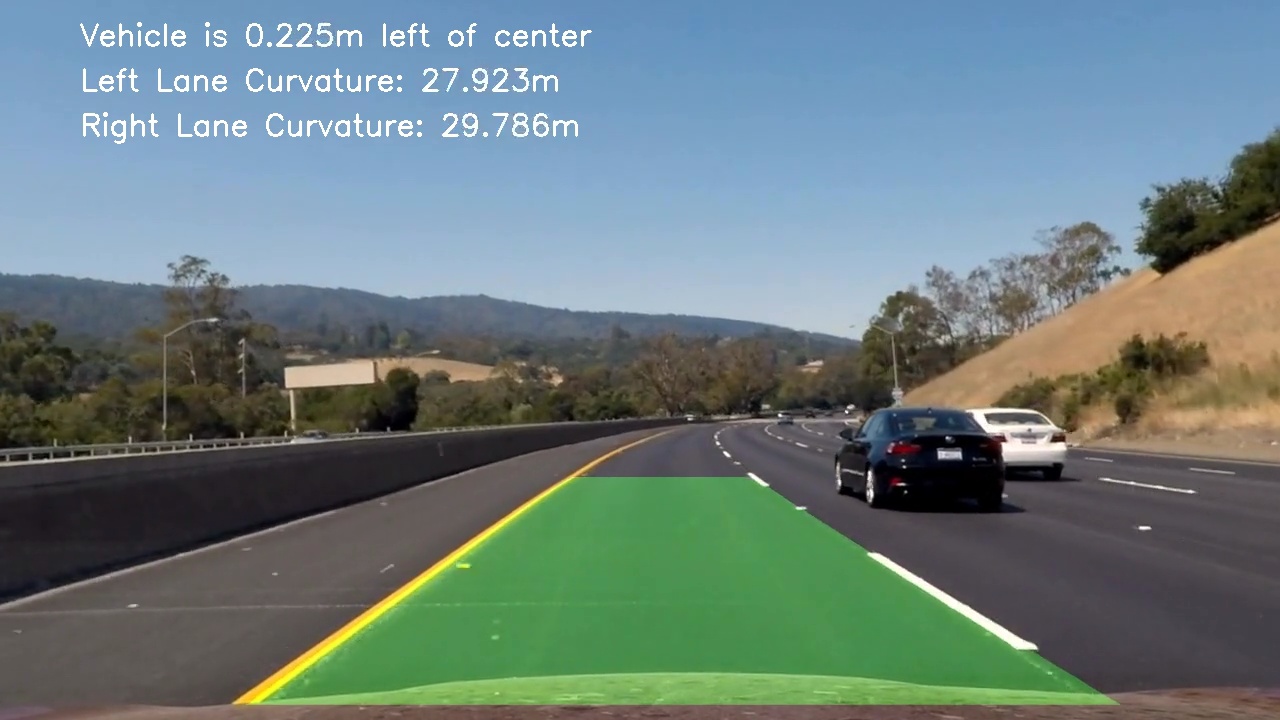 Vehicle is 0.225m left of center
Left Lane Curvature: 27.923m
Right Lane Curvature: 29.786m